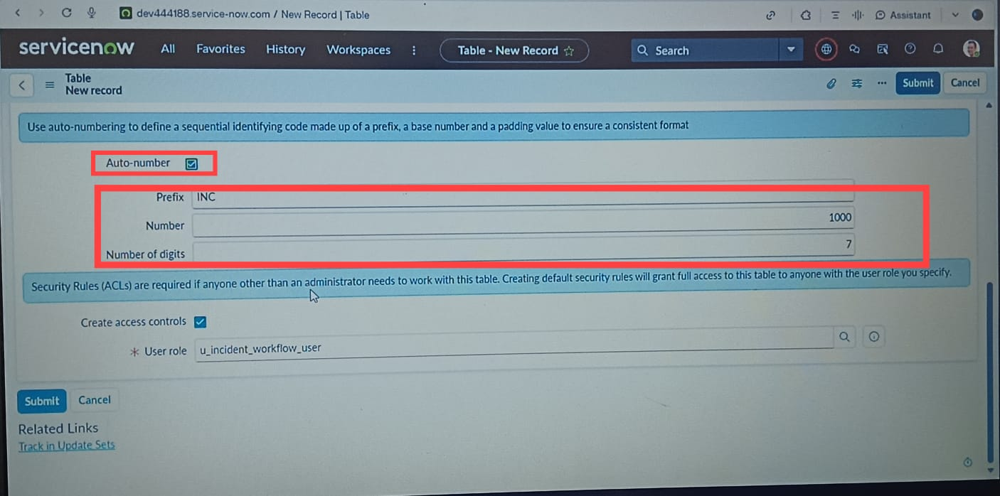 dev444188.service-now.com / New Record | Table
Assistant
servicenow
All Favorites History Workspaces
Table - New Record
Search
Table
New record
Submit Cancel
Use auto-numbering to define a sequential identifying code made up of a prefix, a base number and a padding value to ensure a consistent format
Auto-number
Prefix INC
Number 1000
Number of digits 7
Security Rules (ACLs) are required if anyone other than an administrator needs to work with this table. Creating default security rules will grant full access to this table to anyone with the user role you specify.
Create access controls
* User role u_incident_workflow_user
Submit Cancel
Related Links
Track in Update Sets